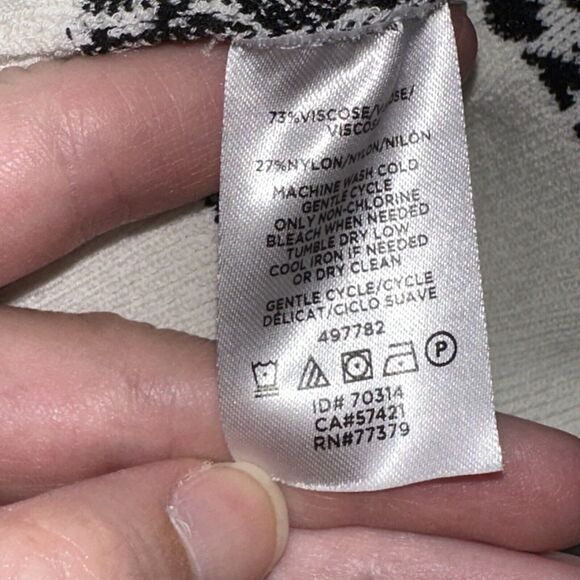 73%VISCOSE/
VISCOSA
27%NYLON/NYLON/NILÓN
MACHINE WASH COLD
GENTLE CYCLE
ONLY NON-CHLORINE
BLEACH WHEN NEEDED
TUMBLE DRY LOW
COOL IRON IF NEEDED
OR DRY CLEAN
GENTLE CYCLE/CYCLE
DÉLICAT/CICLO SUAVE
497782
P
ID# 70314
CA#57421
RN#77379